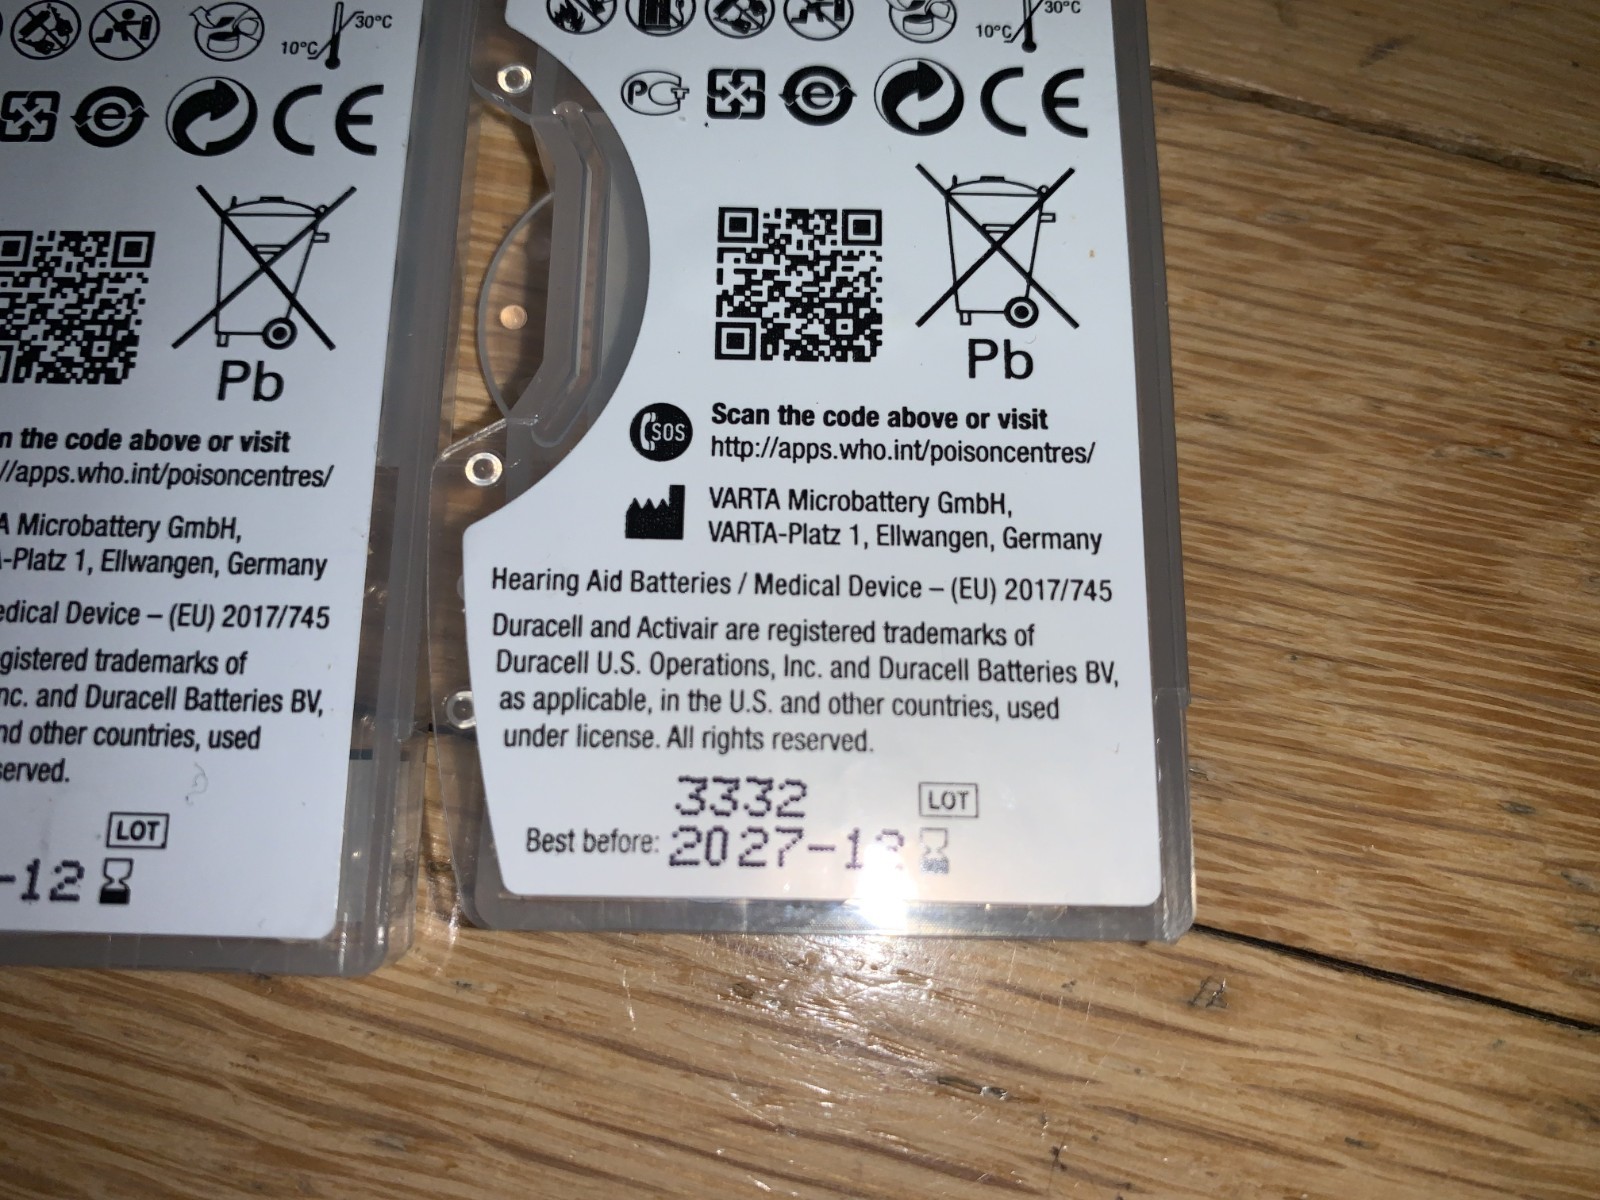 30°C
10°C
CE
Pb
n the code above or visit
//apps.who.int/poisoncentres/
A Microbattery GmbH,
-Platz 1, Ellwangen, Germany
edical Device – (EU) 2017/745
gistered trademarks of
nc. and Duracell Batteries BV,
nd other countries, used
served.
LOT
-12
30°C
10°C
PCT e CE
Pb
SOS
Scan the code above or visit
http://apps.who.int/poisoncentres/
VARTA Microbattery GmbH,
VARTA-Platz 1, Ellwangen, Germany
Hearing Aid Batteries / Medical Device – (EU) 2017/745
Duracell and Activair are registered trademarks of
Duracell U.S. Operations, Inc. and Duracell Batteries BV,
as applicable, in the U.S. and other countries, used
under license. All rights reserved.
3332 LOT
Best before: 2027-12